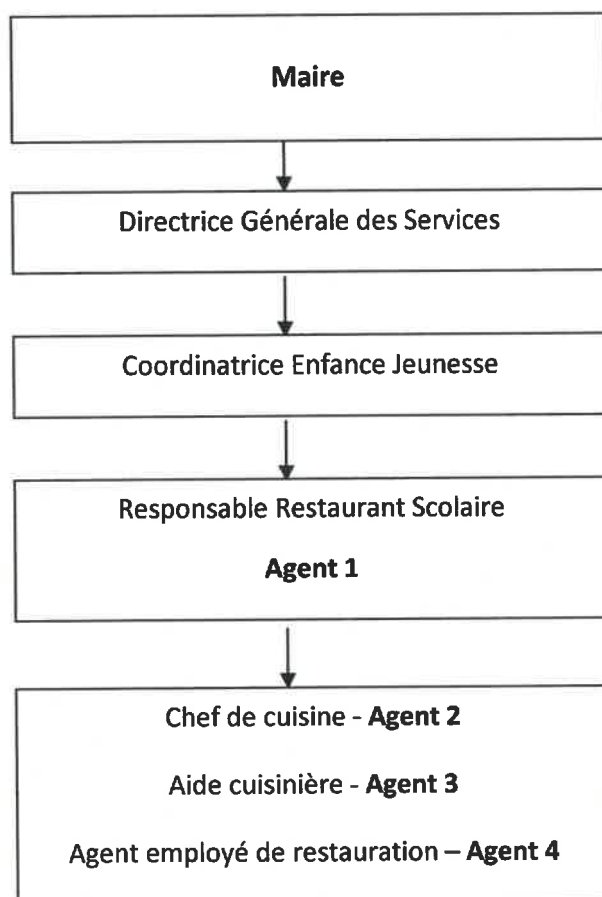 Maire
Directrice Générale des Services
Coordinatrice Enfance Jeunesse
Responsable Restaurant Scolaire
Agent 1
Chef de cuisine - Agent 2
Aide cuisinière - Agent 3
Agent employé de restauration – Agent 4